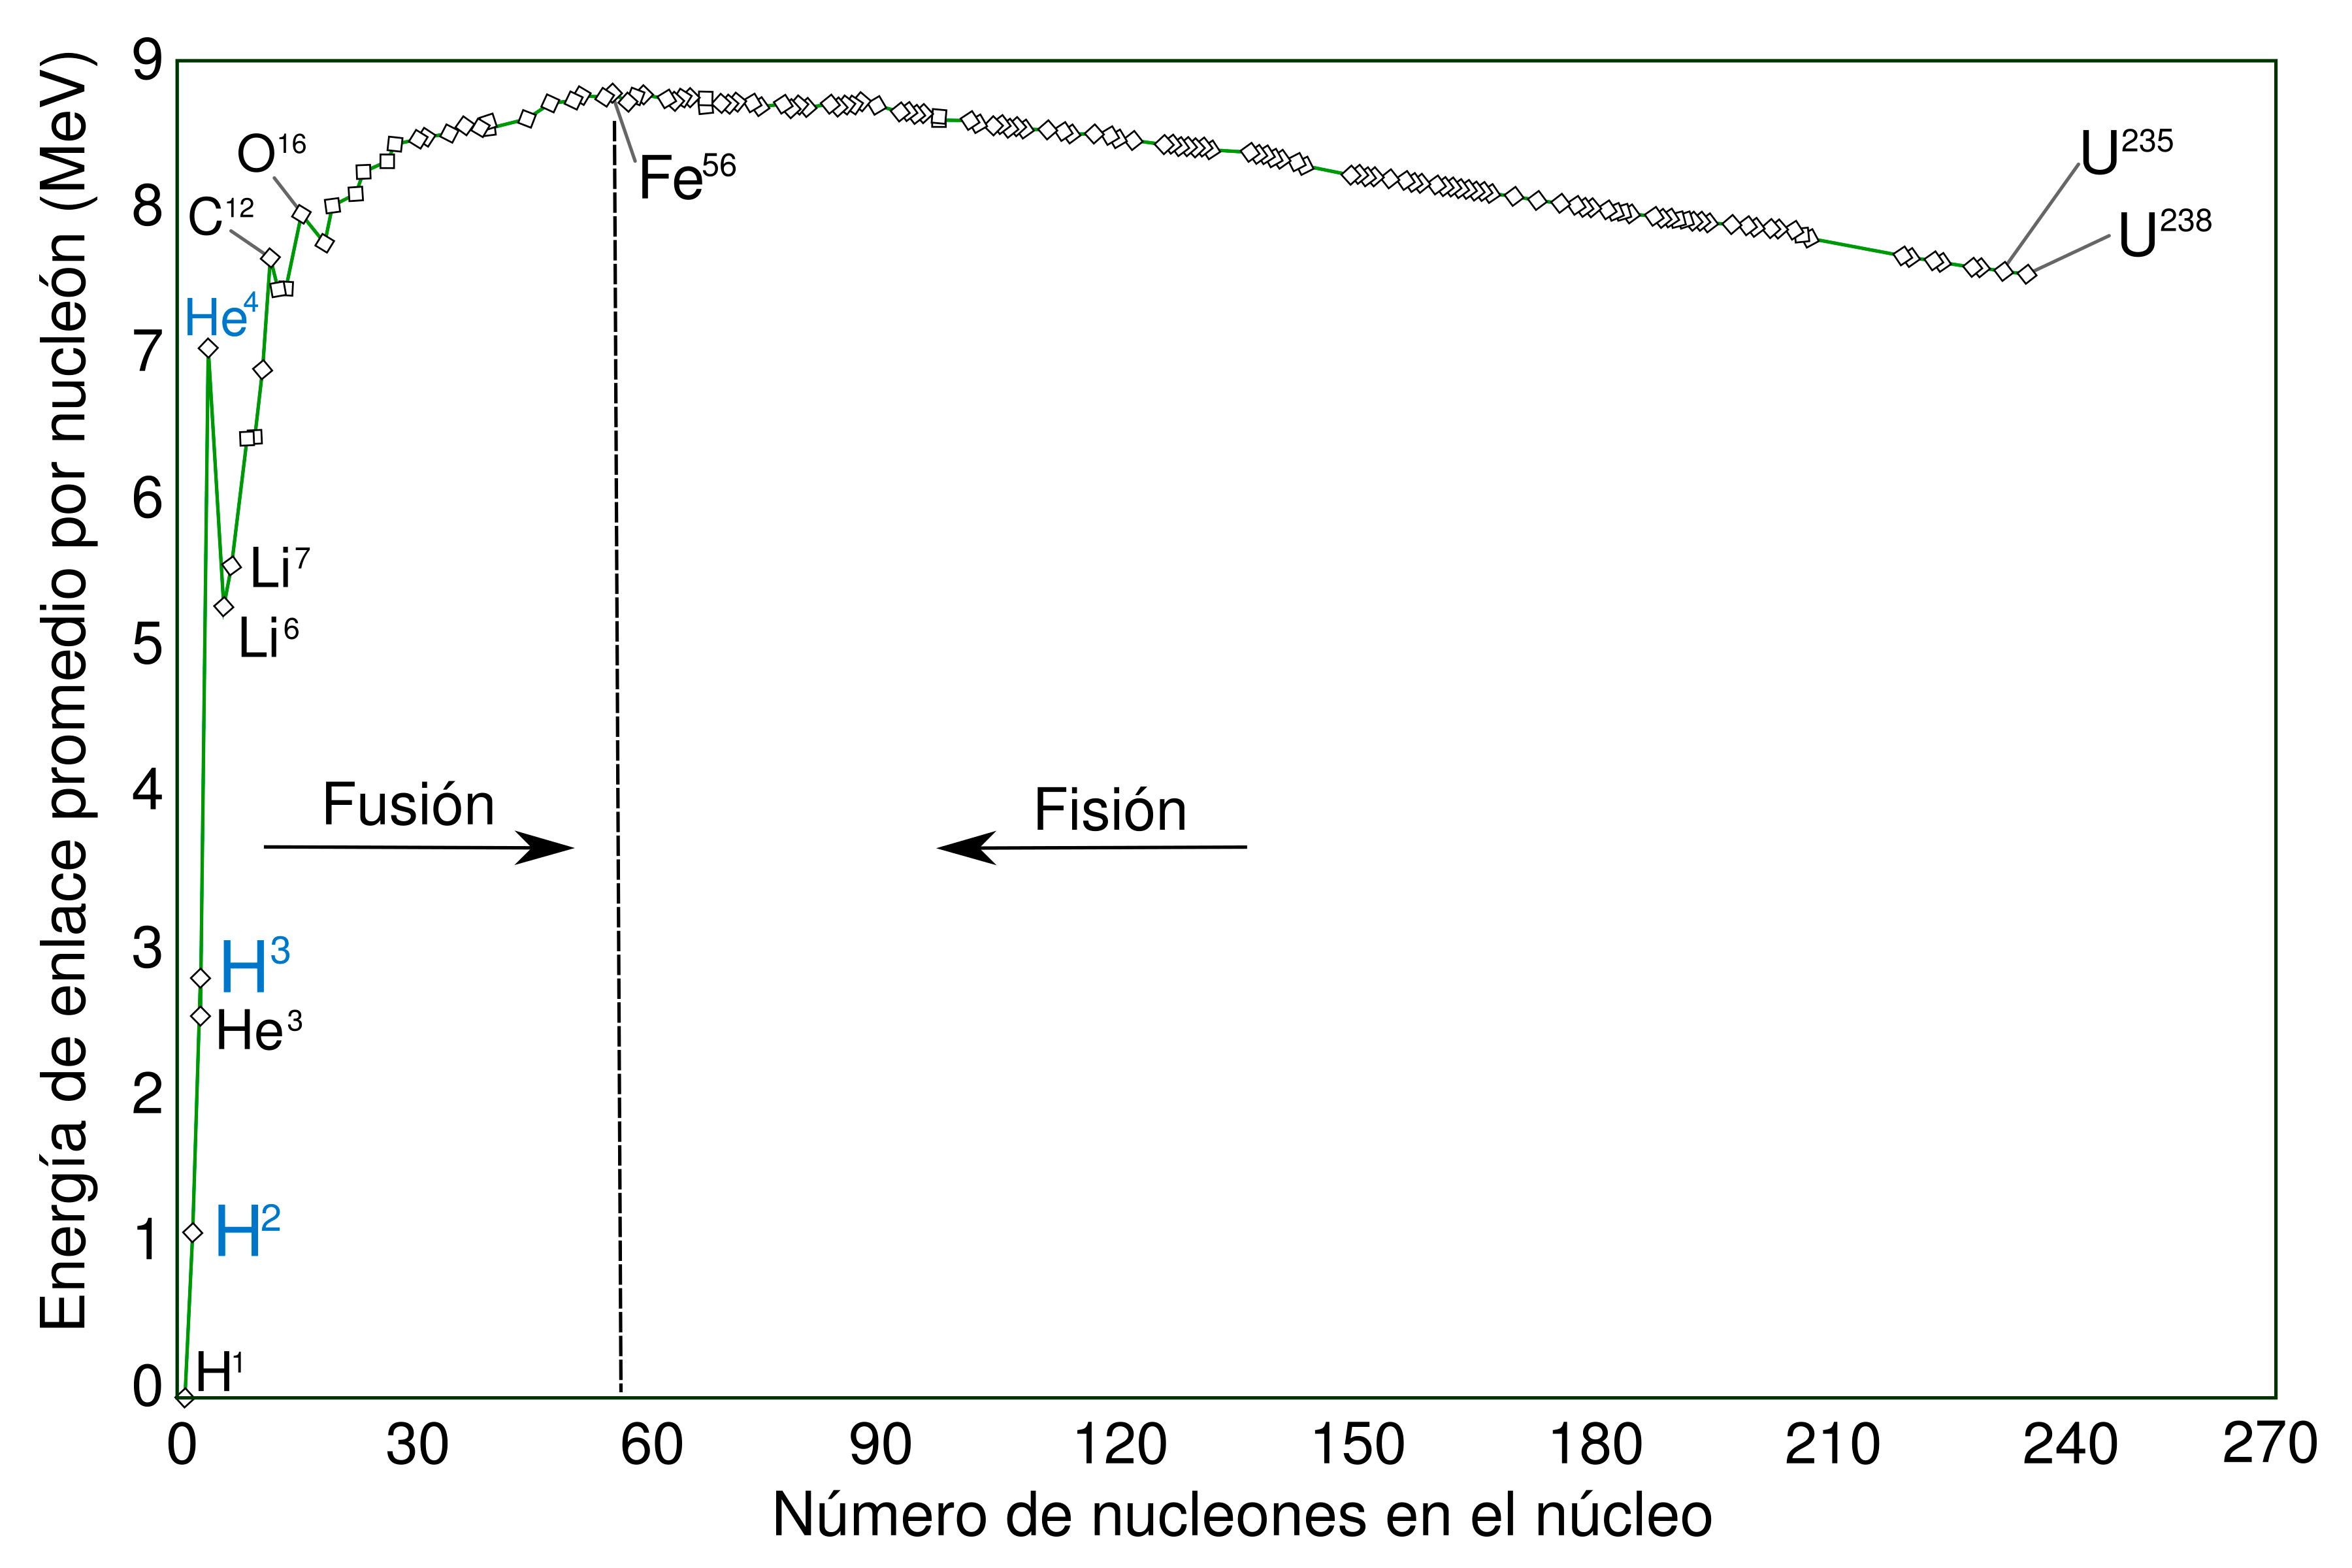 Energía de enlace promedio por nucleón (MeV)
9
8
7
6
5
4
3
2
1
0
O16
C12
He4
Li7
Li6
H3
He3
H2
H1
Fe56
U235
U238
Fusión
Fisión
0 30 60 90 120 150 180 210 240 270
Número de nucleones en el núcleo